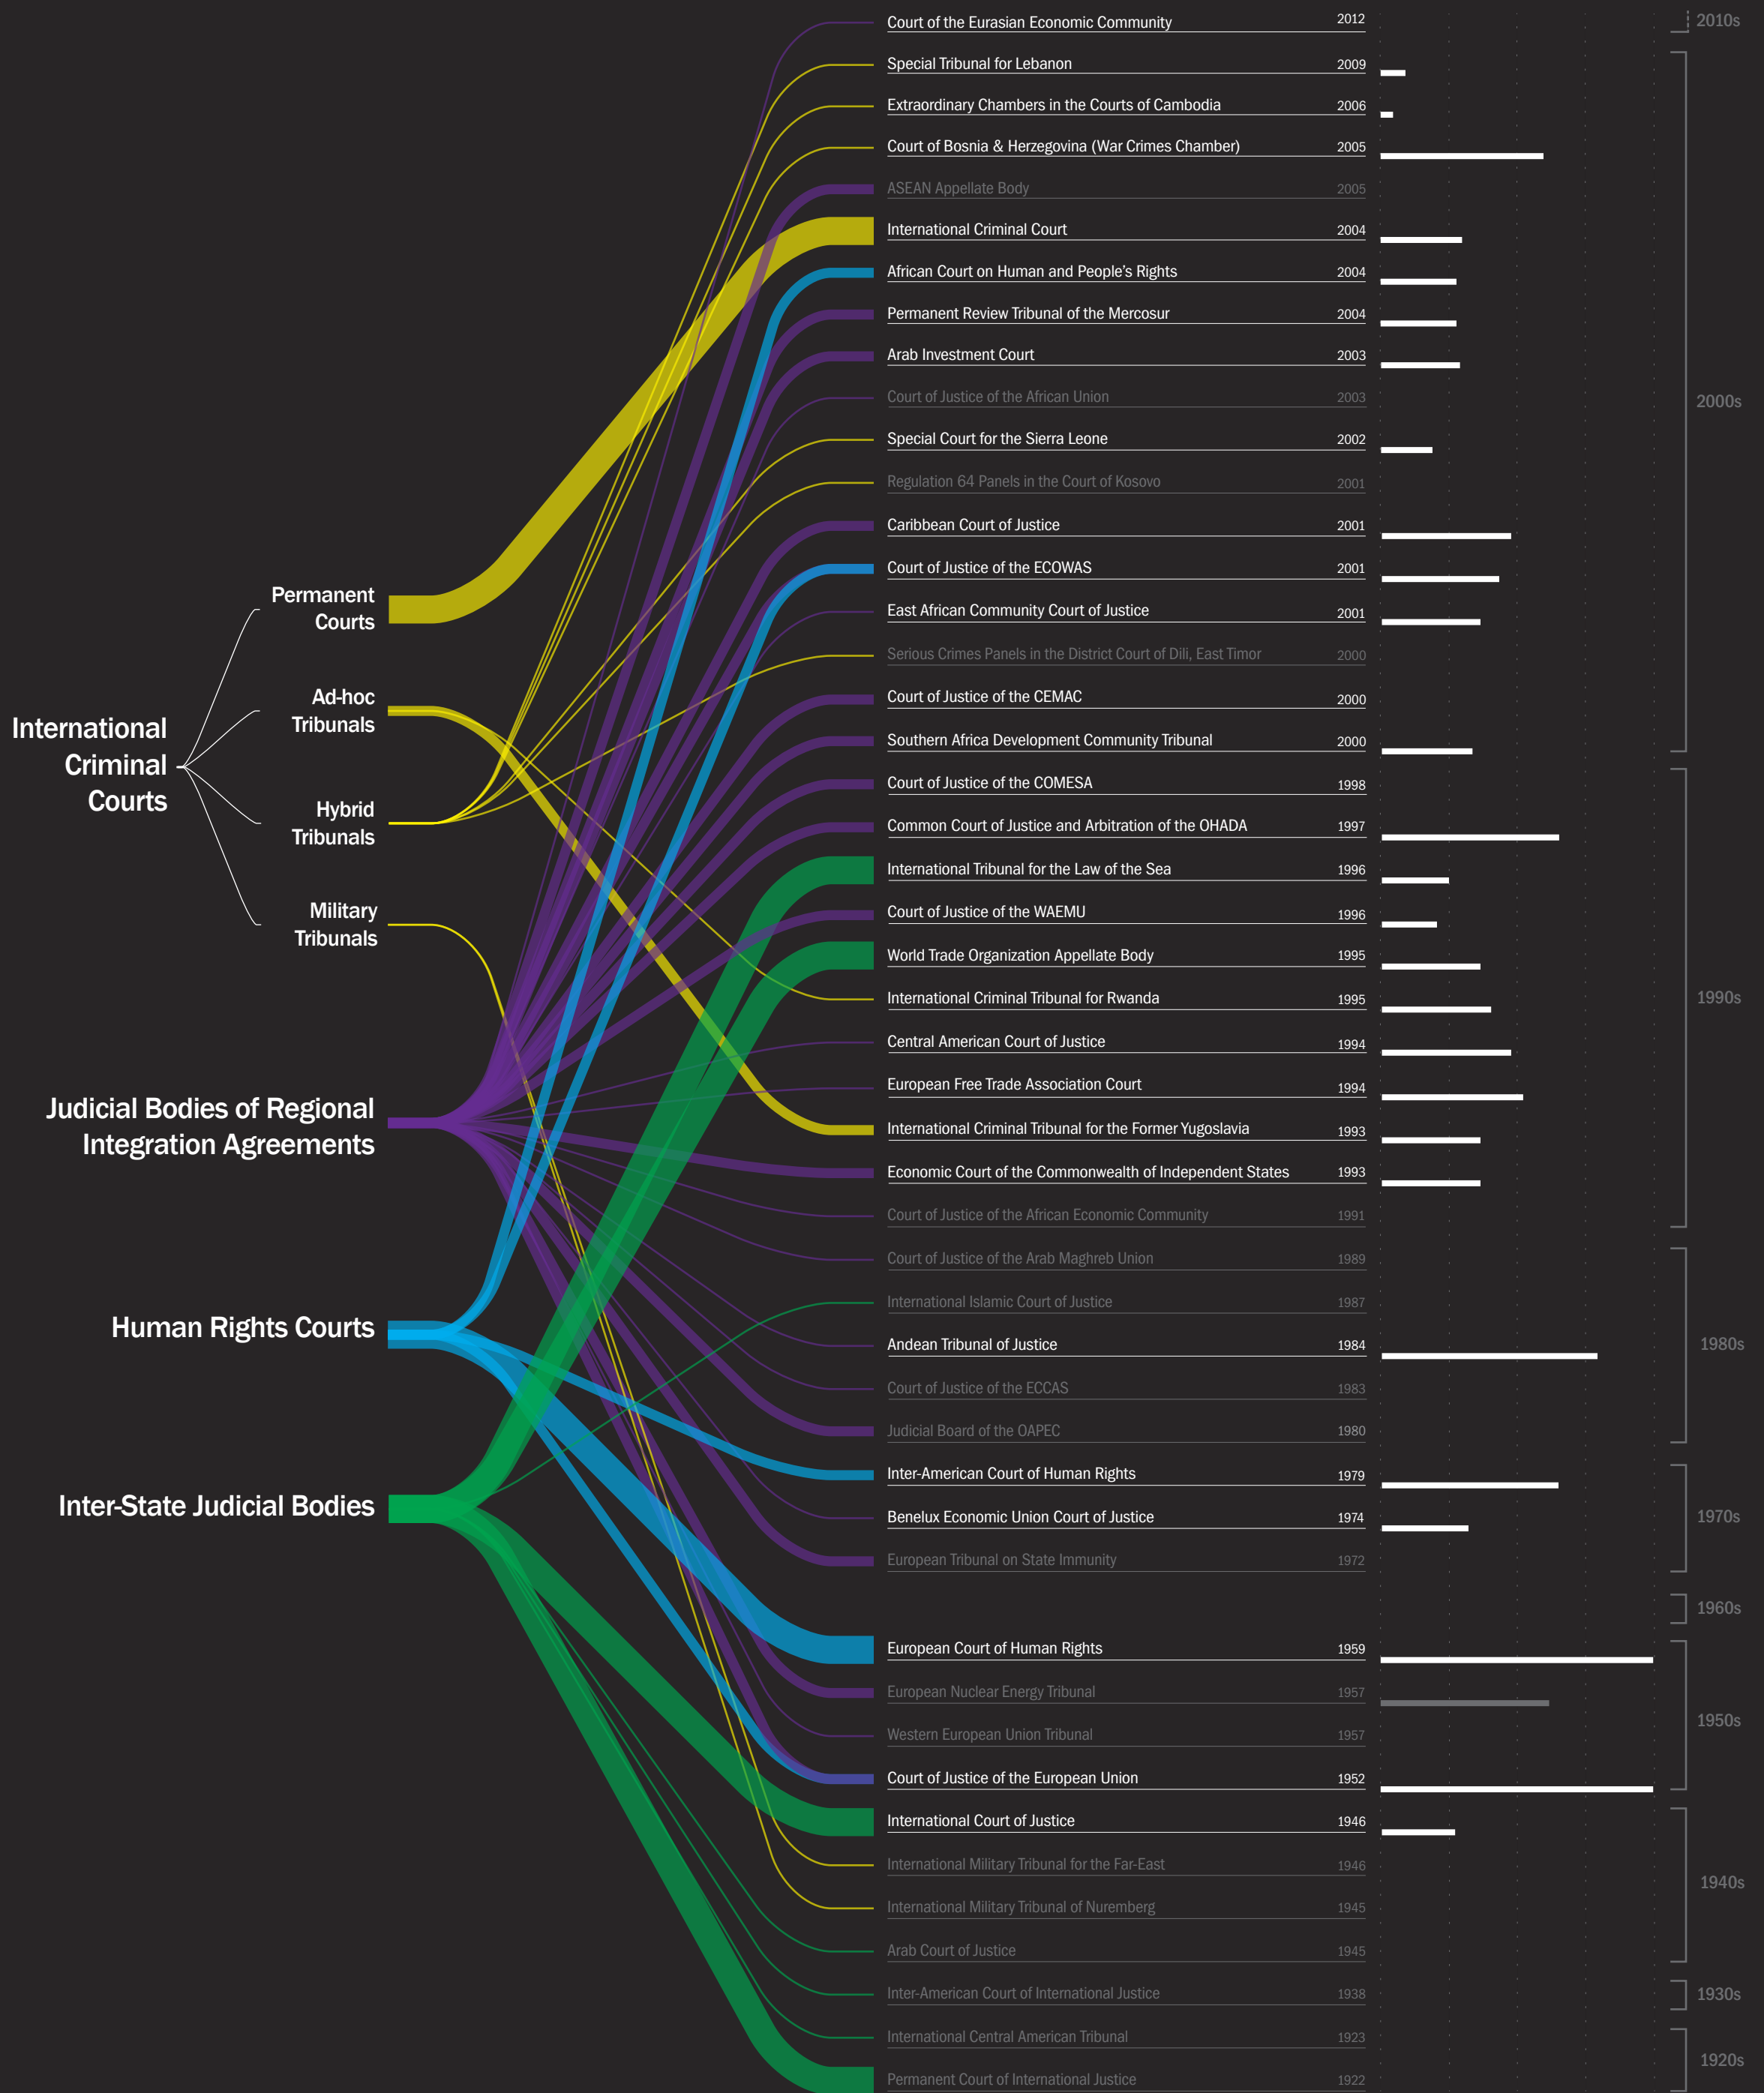 International
Criminal
Courts
Permanent
Courts
Ad-hoc
Tribunals
Hybrid
Tribunals
Military
Tribunals
Judicial Bodies of Regional
Integration Agreements
Human Rights Courts
Inter-State Judicial Bodies
Court of the Eurasian Economic Community 2012
Special Tribunal for Lebanon 2009
Extraordinary Chambers in the Courts of Cambodia 2006
Court of Bosnia & Herzegovina (War Crimes Chamber) 2005
ASEAN Appellate Body 2005
International Criminal Court 2004
African Court on Human and People's Rights 2004
Permanent Review Tribunal of the Mercosur 2004
Arab Investment Court 2003
Court of Justice of the African Union 2003
Special Court for the Sierra Leone 2002
Regulation 64 Panels in the Court of Kosovo 2001
Caribbean Court of Justice 2001
Court of Justice of the ECOWAS 2001
East African Community Court of Justice 2001
Serious Crimes Panels in the District Court of Dili, East Timor 2000
Court of Justice of the CEMAC 2000
Southern Africa Development Community Tribunal 2000
Court of Justice of the COMESA 1998
Common Court of Justice and Arbitration of the OHADA 1997
International Tribunal for the Law of the Sea 1996
Court of Justice of the WAEMU 1996
World Trade Organization Appellate Body 1995
International Criminal Tribunal for Rwanda 1995
Central American Court of Justice 1994
European Free Trade Association Court 1994
International Criminal Tribunal for the Former Yugoslavia 1993
Economic Court of the Commonwealth of Independent States 1993
Court of Justice of the African Economic Community 1991
Court of Justice of the Arab Maghreb Union 1989
International Islamic Court of Justice 1987
Andean Tribunal of Justice 1984
Court of Justice of the ECCAS 1983
Judicial Board of the OAPEC 1980
Inter-American Court of Human Rights 1979
Benelux Economic Union Court of Justice 1974
European Tribunal on State Immunity 1972
European Court of Human Rights 1959
European Nuclear Energy Tribunal 1957
Western European Union Tribunal 1957
Court of Justice of the European Union 1952
International Court of Justice 1946
International Military Tribunal for the Far-East 1946
International Military Tribunal of Nuremberg 1945
Arab Court of Justice 1945
Inter-American Court of International Justice 1938
International Central American Tribunal 1923
Permanent Court of International Justice 1922
2010s
2000s
1990s
1980s
1970s
1960s
1950s
1940s
1930s
1920s